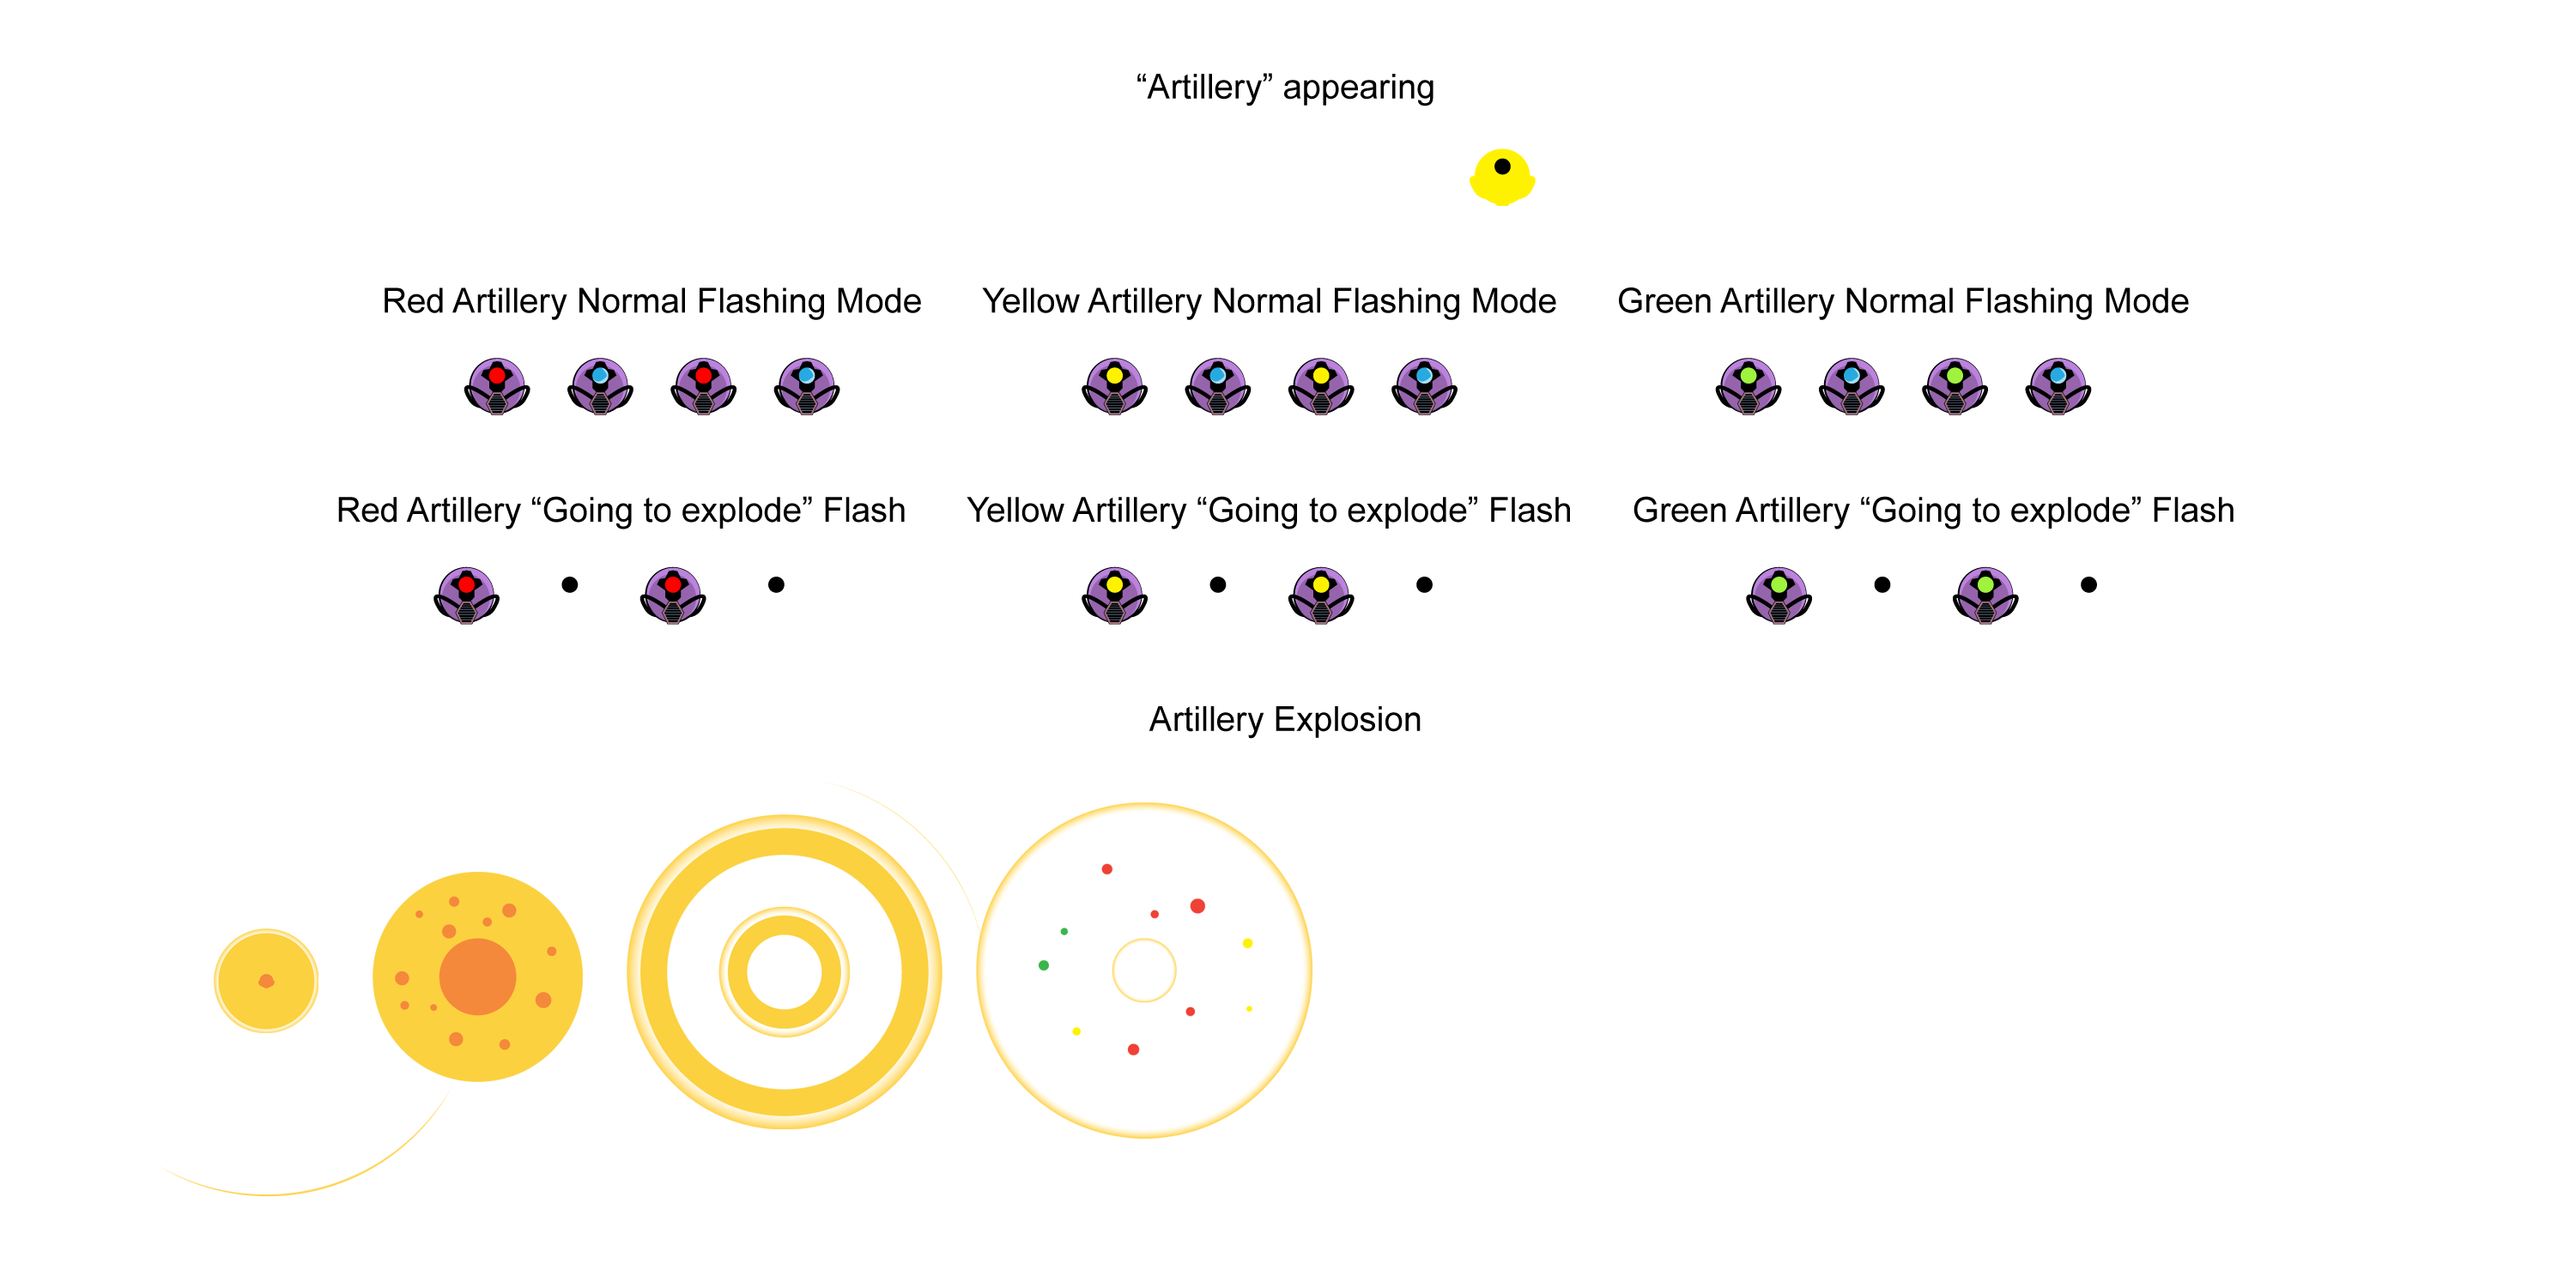 “Artillery” appearing
Red Artillery Normal Flashing Mode
Yellow Artillery Normal Flashing Mode
Green Artillery Normal Flashing Mode
Red Artillery “Going to explode” Flash
Yellow Artillery “Going to explode” Flash
Green Artillery “Going to explode” Flash
Artillery Explosion